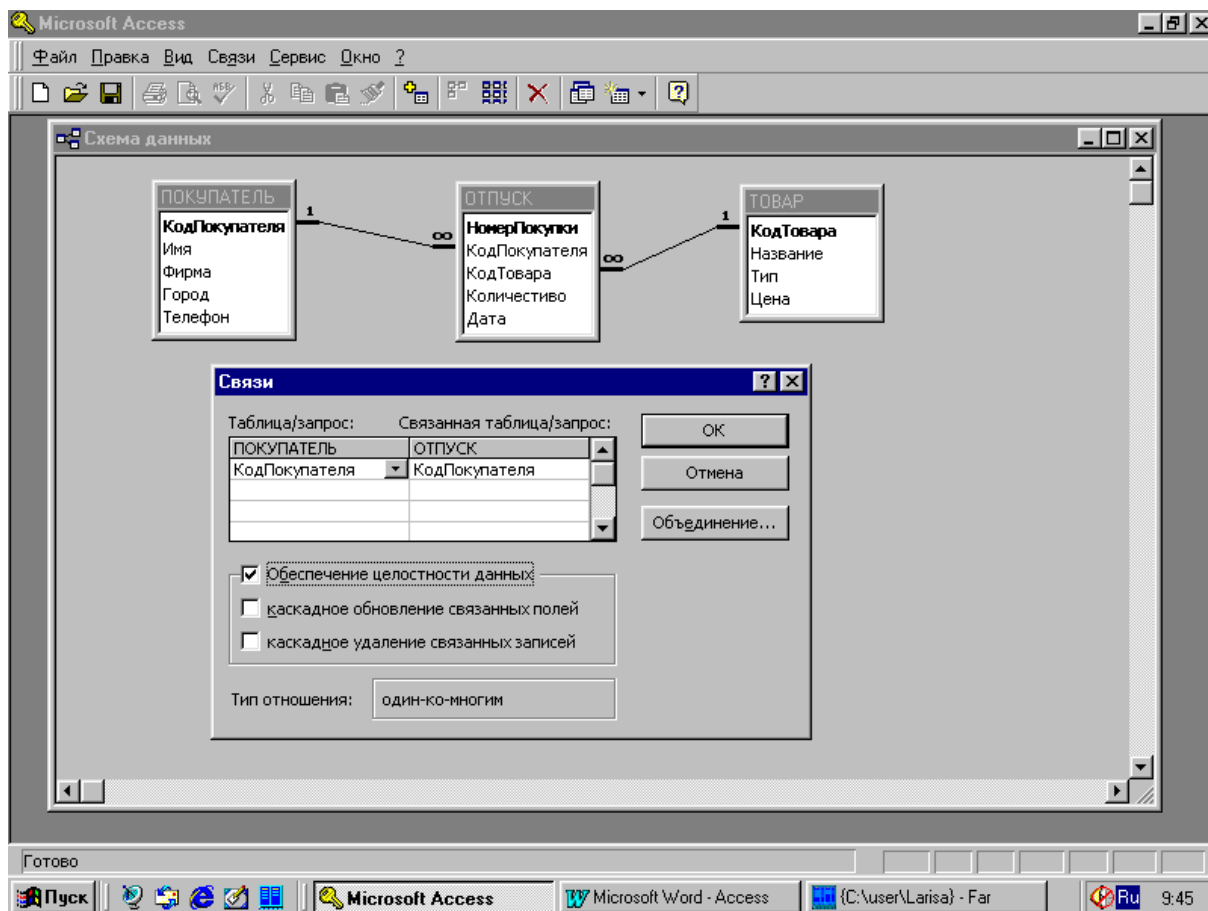 Microsoft Access
Файл Правка Вид Связи Сервис Окно ?
Схема данных
ПОКУПАТЕЛЬ
КодПокупателя
Имя
Фирма
Город
Телефон
1
∞
ОТПУСК
НомерПокупки
КодПокупателя
КодТовара
Количестиво
Дата
∞
1
ТОВАР
КодТовара
Название
Тип
Цена
Связи
Таблица/запрос: Связанная таблица/запрос:
ПОКУПАТЕЛЬ ОТПУСК
КодПокупателя КодПокупателя
ОК
Отмена
Объединение...
Обеспечение целостности данных
каскадное обновление связанных полей
каскадное удаление связанных записей
Тип отношения: один-ко-многим
Готово
Пуск Microsoft Access Microsoft Word - Access {C:\user\Larisa} - Far Ru 9:45